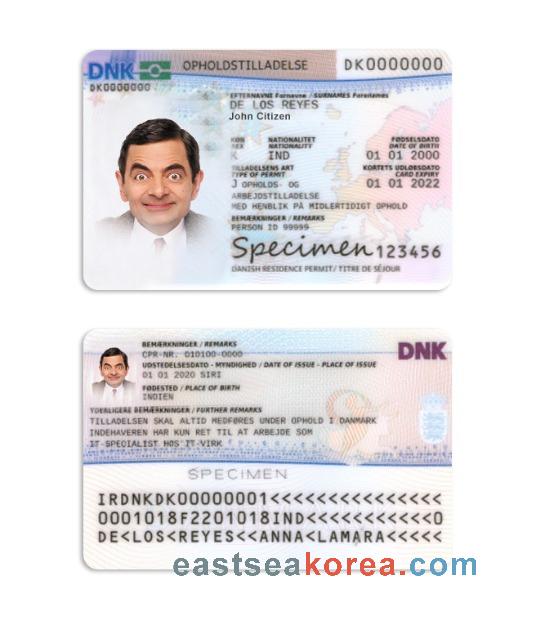 DNK
OPHOLDSTILLADELSE
DK0000000
DK0000000
EFTERNAVNE Fornavne / SURNAMES Forenames
DE LOS REYES
John Citizen
KØN NATIONALITET FØDSELSDATO
SEX NATIONALITY DATE OF BIRTH
K IND 01 01 2000
TILLADELSENS ART KORTETS UDLØBSDATO
TYPE OF PERMIT CARD EXPIRY
J OPHOLDS- OG 01 01 2022
ARBEJDSTILLADELSE
MED HENBLIK PÅ MIDLERTIDIGT OPHOLD
BEMÆRKNINGER / REMARKS
PERSON ID 99999
Specimen 123456
DANISH RESIDENCE PERMIT/ TITRE DE SÉJOUR
BEMÆRKNINGER / REMARKS
CPR-NR. 010100-0000
DNK
UDSTEDELSESDATO - MYNDIGHED / DATE OF ISSUE - PLACE OF ISSUE
01 01 2020 SIRI
FØDESTED / PLACE OF BIRTH
INDIEN
YDERLIGERE BEMÆRKNINGER / FURTHER REMARKS
TILLADELSEN SKAL ALTID MEDFØRES UNDER OPHOLD I DANMARK
INDEHAVEREN HAR KUN RET TIL AT ARBEJDE SOM
IT-SPECIALIST HOS IT-VIRK
SPECIMEN
IRDNKDK00000001<<<<<<<<<<<<<<<
0001018F2201018IND<<<<<<<<<<<0
DE<LOS<REYES<<ANNA<LAMARA<<<<<
eastseakorea.com